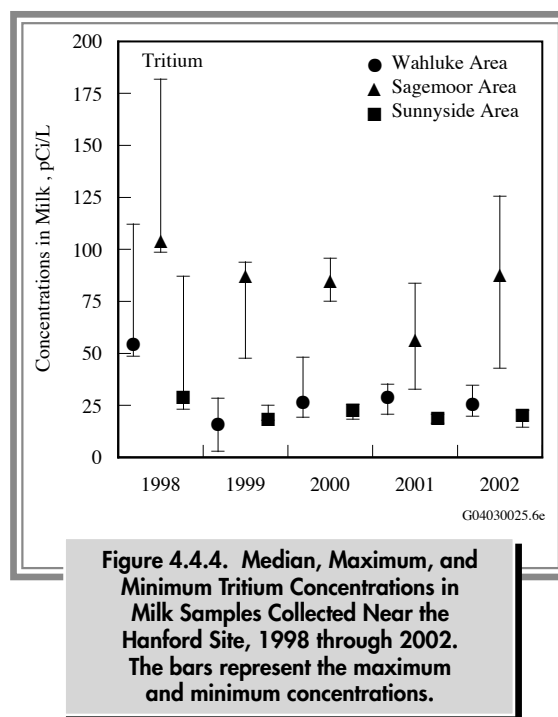 200
175
150
125
100
75
50
25
0
Concentrations in Milk , pCi/L
Tritium
Wahluke Area
Sagemoor Area
Sunnyside Area
1998 1999 2000 2001 2002
G04030025.6e
Figure 4.4.4. Median, Maximum, and
Minimum Tritium Concentrations in
Milk Samples Collected Near the
Hanford Site, 1998 through 2002.
The bars represent the maximum
and minimum concentrations.